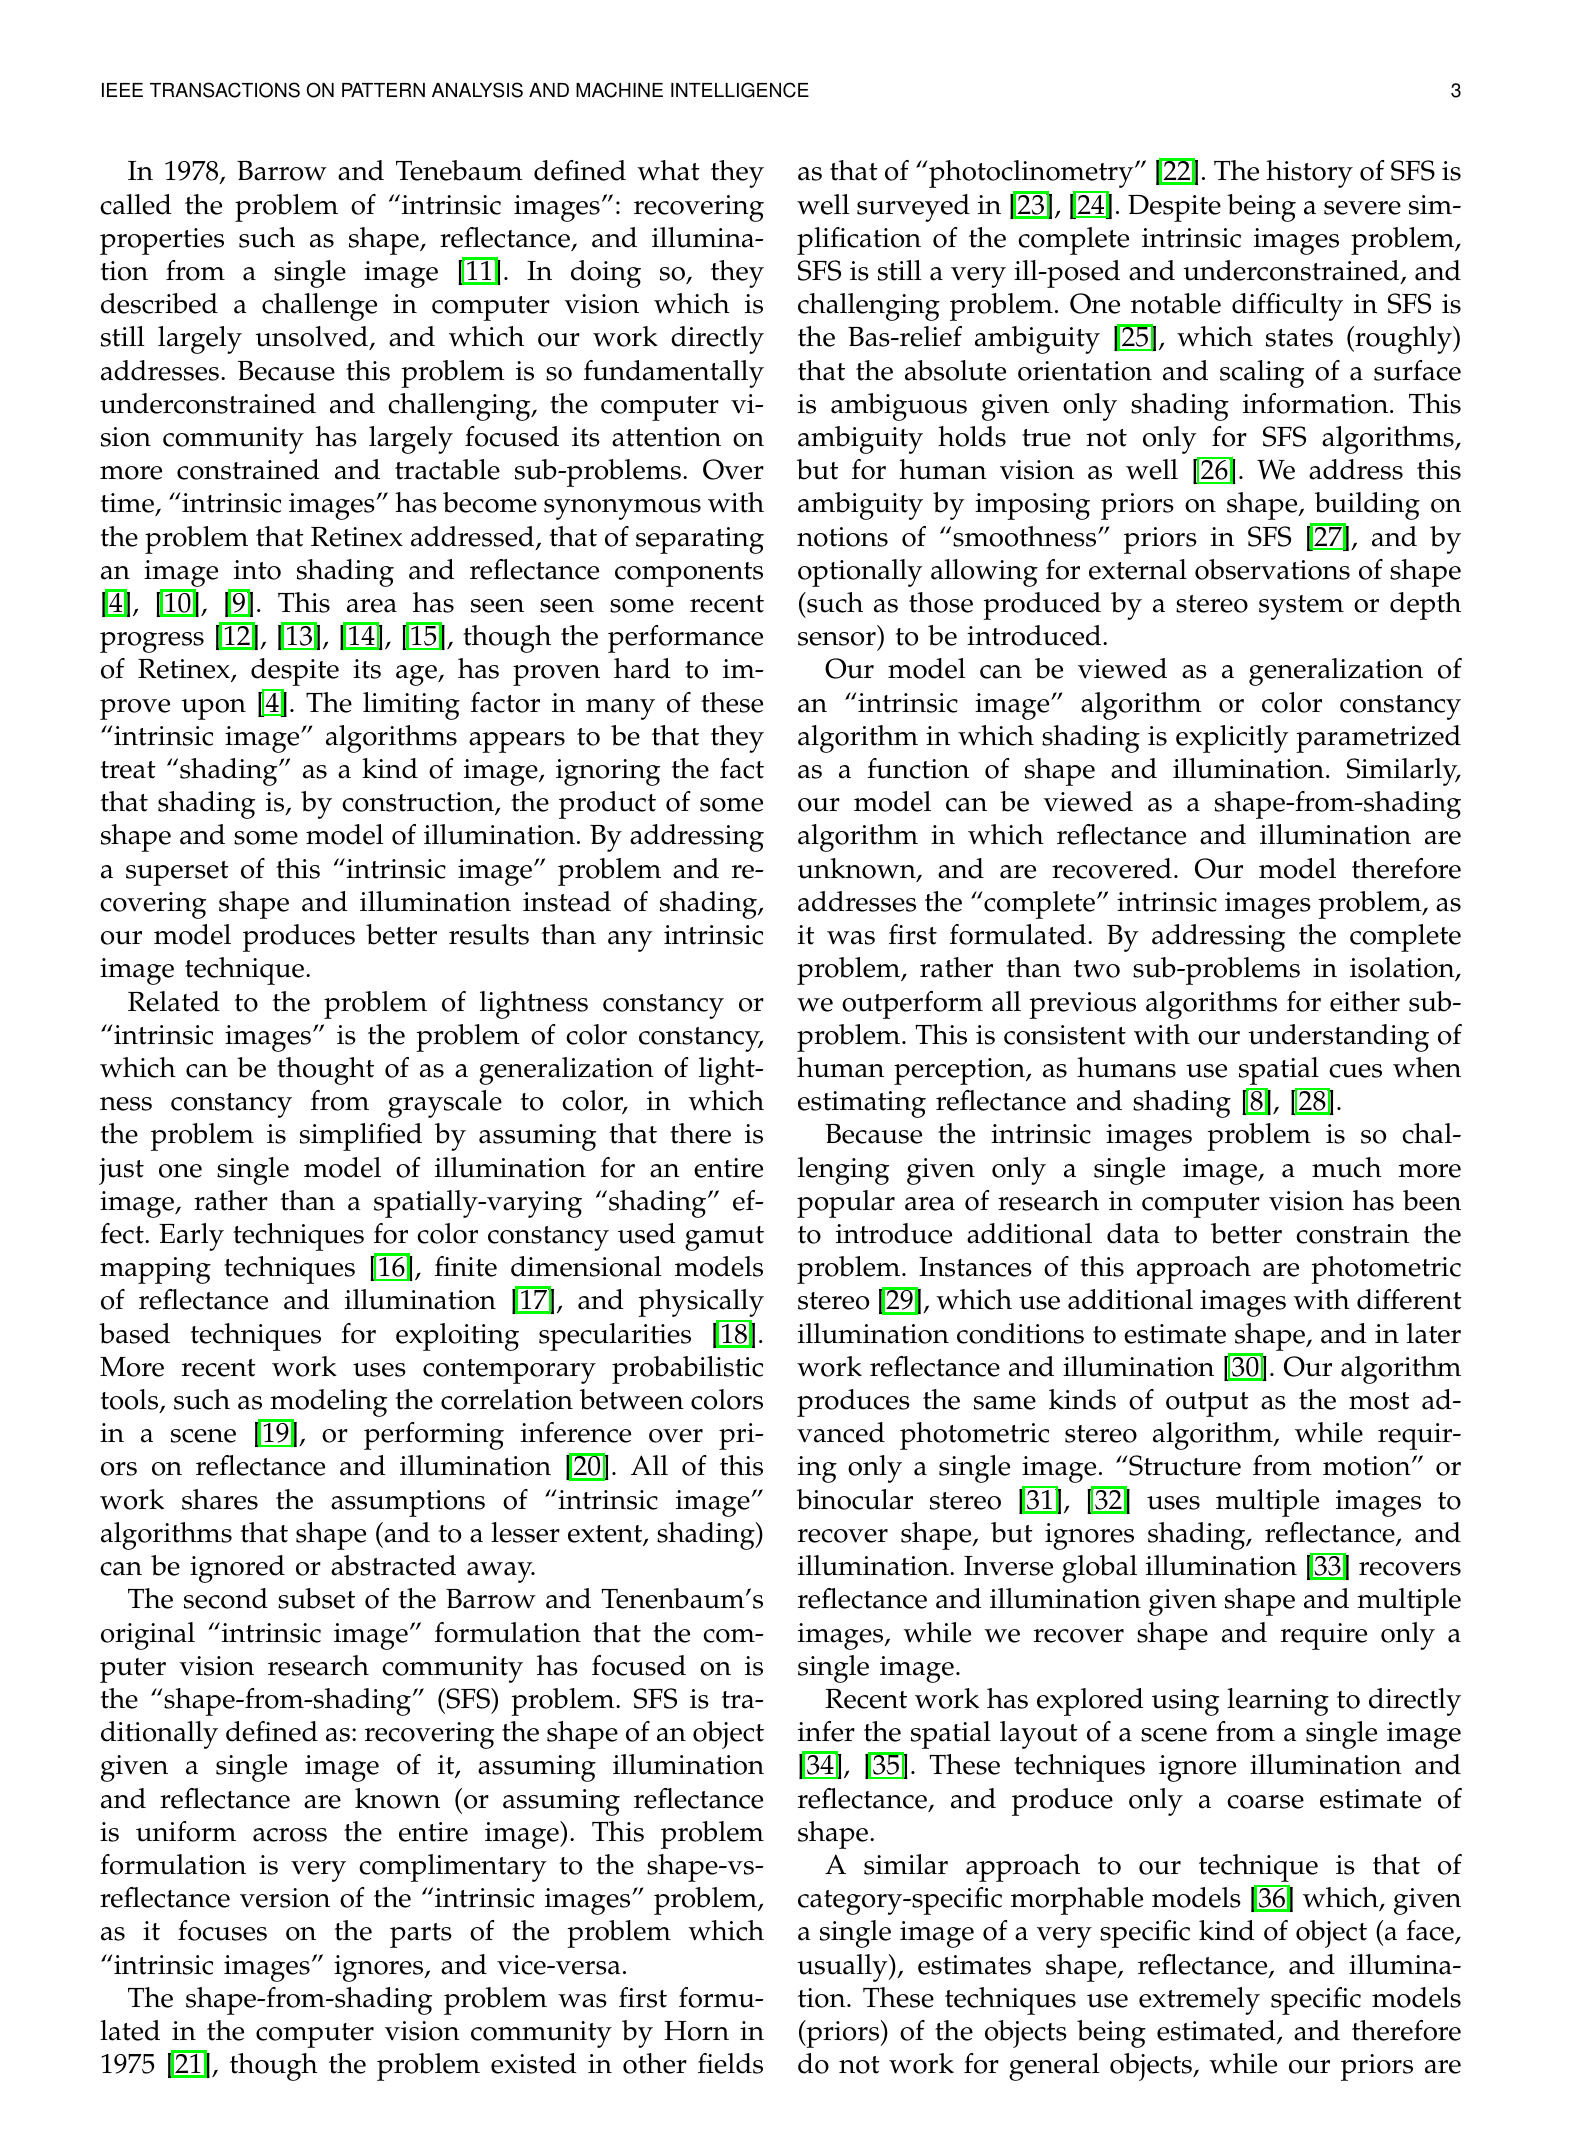 IEEE TRANSACTIONS ON PATTERN ANALYSIS AND MACHINE INTELLIGENCE 3
In 1978, Barrow and Tenebaum defined what they
called the problem of “intrinsic images”: recovering
properties such as shape, reflectance, and illumina-
tion from a single image [11]. In doing so, they
described a challenge in computer vision which is
still largely unsolved, and which our work directly
addresses. Because this problem is so fundamentally
underconstrained and challenging, the computer vi-
sion community has largely focused its attention on
more constrained and tractable sub-problems. Over
time, “intrinsic images” has become synonymous with
the problem that Retinex addressed, that of separating
an image into shading and reflectance components
[4], [10], [9]. This area has seen seen some recent
progress [12], [13], [14], [15], though the performance
of Retinex, despite its age, has proven hard to im-
prove upon [4]. The limiting factor in many of these
“intrinsic image” algorithms appears to be that they
treat “shading” as a kind of image, ignoring the fact
that shading is, by construction, the product of some
shape and some model of illumination. By addressing
a superset of this “intrinsic image” problem and re-
covering shape and illumination instead of shading,
our model produces better results than any intrinsic
image technique.
Related to the problem of lightness constancy or
“intrinsic images” is the problem of color constancy,
which can be thought of as a generalization of light-
ness constancy from grayscale to color, in which
the problem is simplified by assuming that there is
just one single model of illumination for an entire
image, rather than a spatially-varying “shading” ef-
fect. Early techniques for color constancy used gamut
mapping techniques [16], finite dimensional models
of reflectance and illumination [17], and physically
based techniques for exploiting specularities [18].
More recent work uses contemporary probabilistic
tools, such as modeling the correlation between colors
in a scene [19], or performing inference over pri-
ors on reflectance and illumination [20]. All of this
work shares the assumptions of “intrinsic image”
algorithms that shape (and to a lesser extent, shading)
can be ignored or abstracted away.
The second subset of the Barrow and Tenenbaum’s
original “intrinsic image” formulation that the com-
puter vision research community has focused on is
the “shape-from-shading” (SFS) problem. SFS is tra-
ditionally defined as: recovering the shape of an object
given a single image of it, assuming illumination
and reflectance are known (or assuming reflectance
is uniform across the entire image). This problem
formulation is very complimentary to the shape-vs-
reflectance version of the “intrinsic images” problem,
as it focuses on the parts of the problem which
“intrinsic images” ignores, and vice-versa.
The shape-from-shading problem was first formu-
lated in the computer vision community by Horn in
1975 [21], though the problem existed in other fields
as that of “photoclinometry” [22]. The history of SFS is
well surveyed in [23], [24]. Despite being a severe sim-
plification of the complete intrinsic images problem,
SFS is still a very ill-posed and underconstrained, and
challenging problem. One notable difficulty in SFS is
the Bas-relief ambiguity [25], which states (roughly)
that the absolute orientation and scaling of a surface
is ambiguous given only shading information. This
ambiguity holds true not only for SFS algorithms,
but for human vision as well [26]. We address this
ambiguity by imposing priors on shape, building on
notions of “smoothness” priors in SFS [27], and by
optionally allowing for external observations of shape
(such as those produced by a stereo system or depth
sensor) to be introduced.
Our model can be viewed as a generalization of
an “intrinsic image” algorithm or color constancy
algorithm in which shading is explicitly parametrized
as a function of shape and illumination. Similarly,
our model can be viewed as a shape-from-shading
algorithm in which reflectance and illumination are
unknown, and are recovered. Our model therefore
addresses the “complete” intrinsic images problem, as
it was first formulated. By addressing the complete
problem, rather than two sub-problems in isolation,
we outperform all previous algorithms for either sub-
problem. This is consistent with our understanding of
human perception, as humans use spatial cues when
estimating reflectance and shading [8], [28].
Because the intrinsic images problem is so chal-
lenging given only a single image, a much more
popular area of research in computer vision has been
to introduce additional data to better constrain the
problem. Instances of this approach are photometric
stereo [29], which use additional images with different
illumination conditions to estimate shape, and in later
work reflectance and illumination [30]. Our algorithm
produces the same kinds of output as the most ad-
vanced photometric stereo algorithm, while requir-
ing only a single image. “Structure from motion” or
binocular stereo [31], [32] uses multiple images to
recover shape, but ignores shading, reflectance, and
illumination. Inverse global illumination [33] recovers
reflectance and illumination given shape and multiple
images, while we recover shape and require only a
single image.
Recent work has explored using learning to directly
infer the spatial layout of a scene from a single image
[34], [35]. These techniques ignore illumination and
reflectance, and produce only a coarse estimate of
shape.
A similar approach to our technique is that of
category-specific morphable models [36] which, given
a single image of a very specific kind of object (a face,
usually), estimates shape, reflectance, and illumina-
tion. These techniques use extremely specific models
(priors) of the objects being estimated, and therefore
do not work for general objects, while our priors are